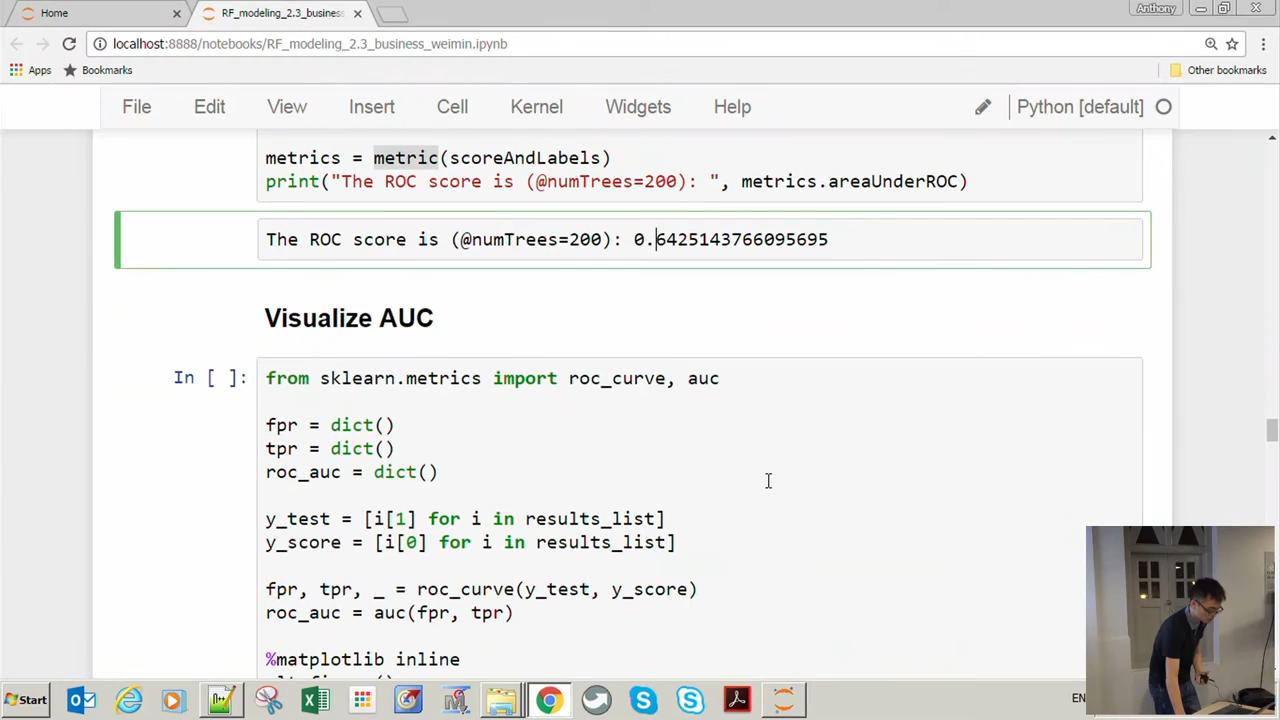 Home
RF_modeling_2.3_business_
Anthony
localhost:8888/notebooks/RF_modeling_2.3_business_weimin.ipynb
Apps
Bookmarks
Other bookmarks
File Edit View Insert Cell Kernel Widgets Help Python [default]
metrics = metric(scoreAndLabels)
print("The ROC score is (@numTrees=200): ", metrics.areaUnderROC)
The ROC score is (@numTrees=200): 0.6425143766095695
Visualize AUC
In [ ]:
from sklearn.metrics import roc_curve, auc
fpr = dict()
tpr = dict()
roc_auc = dict()
y_test = [i[1] for i in results_list]
y_score = [i[0] for i in results_list]
fpr, tpr, _ = roc_curve(y_test, y_score)
roc_auc = auc(fpr, tpr)
%matplotlib inline
Start
EN